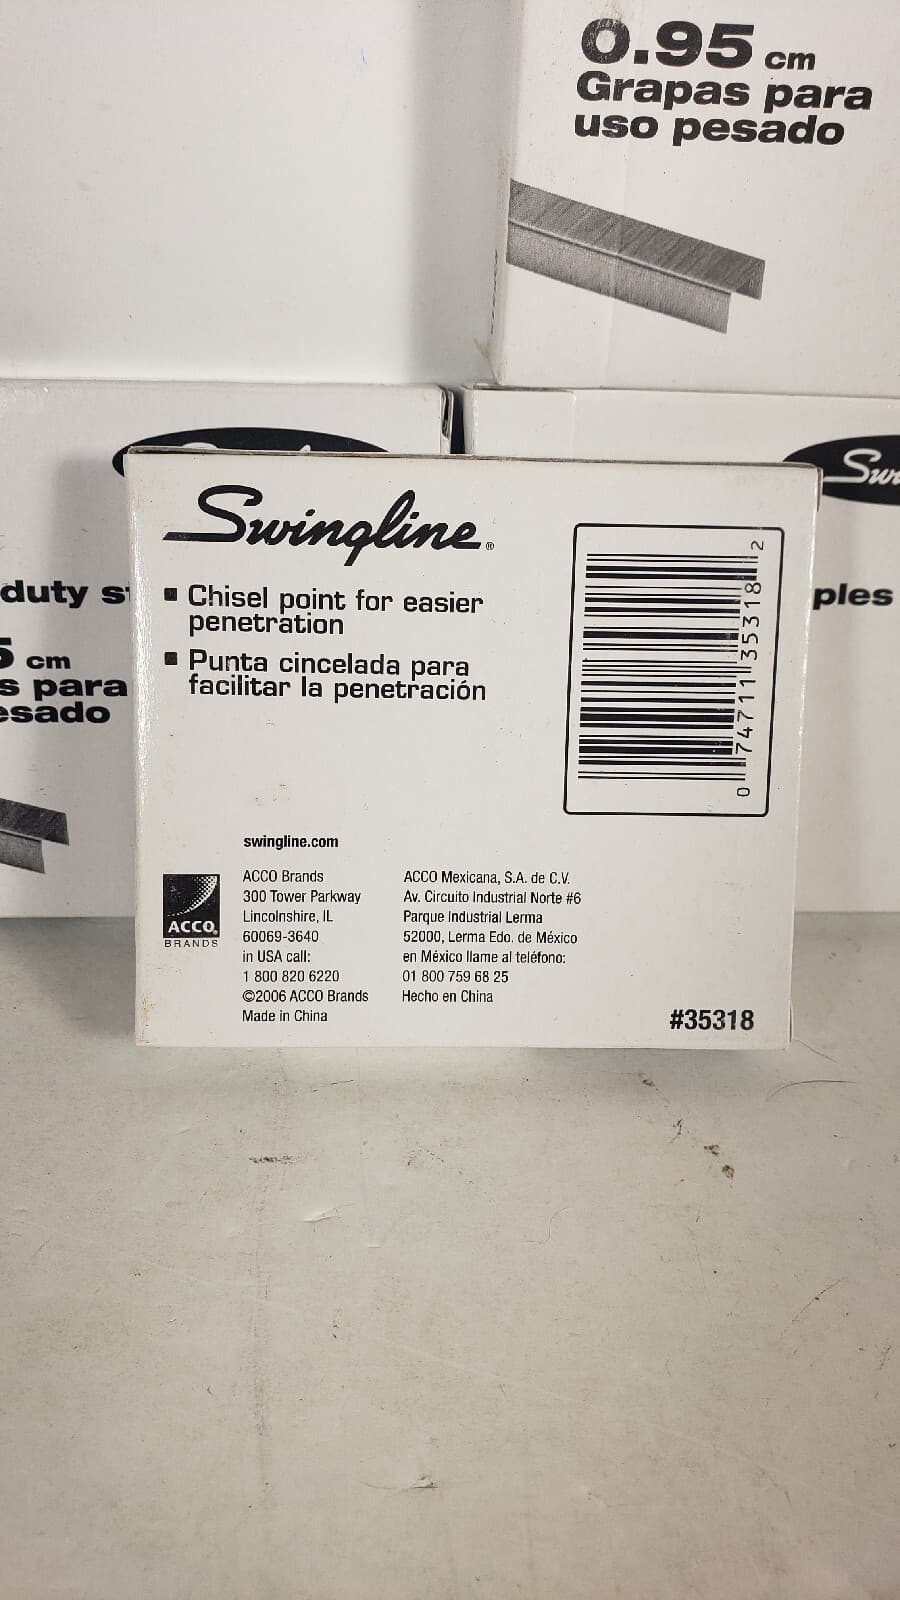 0.95 cm
Grapas para
uso pesado
Swingline®
duty
cm
para
ples
Chisel point for easier
penetration
Punta cincelada para
facilitar la penetración
0 74711 35318 2
swingline.com
ACCO
BRANDS
ACCO Brands
300 Tower Parkway
Lincolnshire, IL
60069-3640
in USA call:
1 800 820 6220
©2006 ACCO Brands
Made in China
ACCO Mexicana, S.A. de C.V.
Av. Circuito Industrial Norte #6
Parque Industrial Lerma
52000, Lerma Edo. de México
en México llame al teléfono:
01 800 759 68 25
Hecho en China
#35318